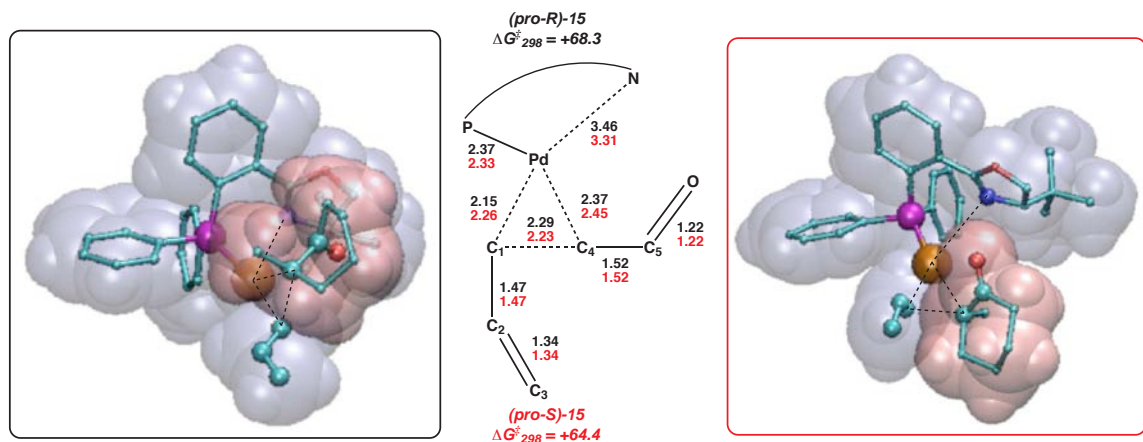 (pro-R)-15
ΔG‡298 = +68.3
N
P
3.46
3.31
2.37
2.33
Pd
O
2.15
2.26
2.37
2.45
2.29
2.23
1.22
1.22
C1
C4
C5
1.52
1.52
1.47
1.47
C2
1.34
1.34
C3
(pro-S)-15
ΔG‡298 = +64.4